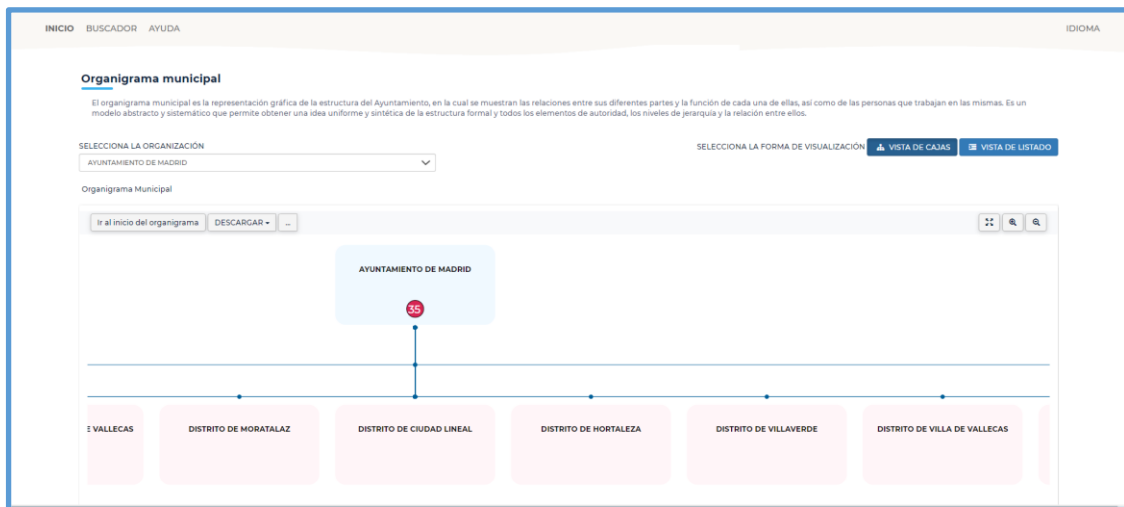 INICIO BUSCADOR AYUDA IDIOMA
Organigrama municipal
El organigrama municipal es la representación gráfica de la estructura del Ayuntamiento, en la cual se muestran las relaciones entre sus diferentes partes y la función de cada una de ellas, así como de las personas que trabajan en las mismas. Es un
modelo abstracto y sistemático que permite obtener una idea uniforme y sintética de la estructura formal y todos los elementos de autoridad, los niveles de jerarquía y la relación entre ellos.
SELECCIONA LA ORGANIZACIÓN
AYUNTAMIENTO DE MADRID
SELECCIONA LA FORMA DE VISUALIZACIÓN VISTA DE CAJAS VISTA DE LISTADO
Organigrama Municipal
Ir al inicio del organigrama DESCARGAR ...
AYUNTAMIENTO DE MADRID
35
E VALLECAS DISTRITO DE MORATALAZ DISTRITO DE CIUDAD LINEAL DISTRITO DE HORTALEZA DISTRITO DE VILLAVERDE DISTRITO DE VILLA DE VALLECAS